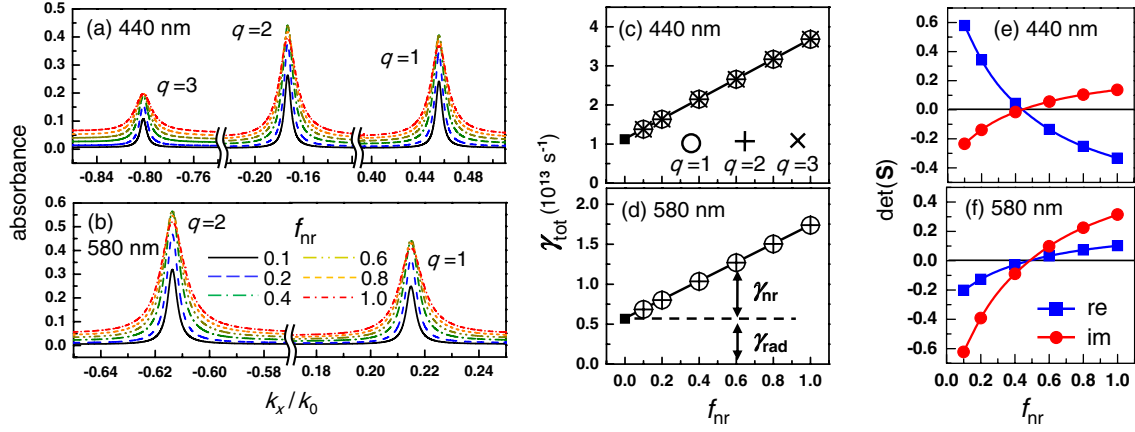 absorbance
(a) 440 nm
q=3
q=2
q=1
0.4
0.3
0.2
0.1
0.0
-0.84 -0.80 -0.76 -0.20 -0.16 0.40 0.44 0.48
(b)
580 nm
q=2
q=1
f_nr
0.1 0.6
0.2 0.8
0.4 1.0
0.6
0.5
0.4
0.3
0.2
0.1
0.0
-0.64 -0.62 -0.60 -0.58 0.20 0.22 0.24
k_x / k_0
γ_tot (10^13 s^-1)
(c) 440 nm
q=1 q=2 q=3
4
3
2
1
0
(d) 580 nm
γ_nr
γ_rad
2.0
1.5
1.0
0.5
0.0
0.0 0.2 0.4 0.6 0.8 1.0
f_nr
det(S)
(e) 440 nm
0.6
0.4
0.2
0.0
-0.2
-0.4
(f) 580 nm
re
im
0.4
0.2
0.0
-0.2
-0.4
-0.6
0.0 0.2 0.4 0.6 0.8 1.0
f_nr